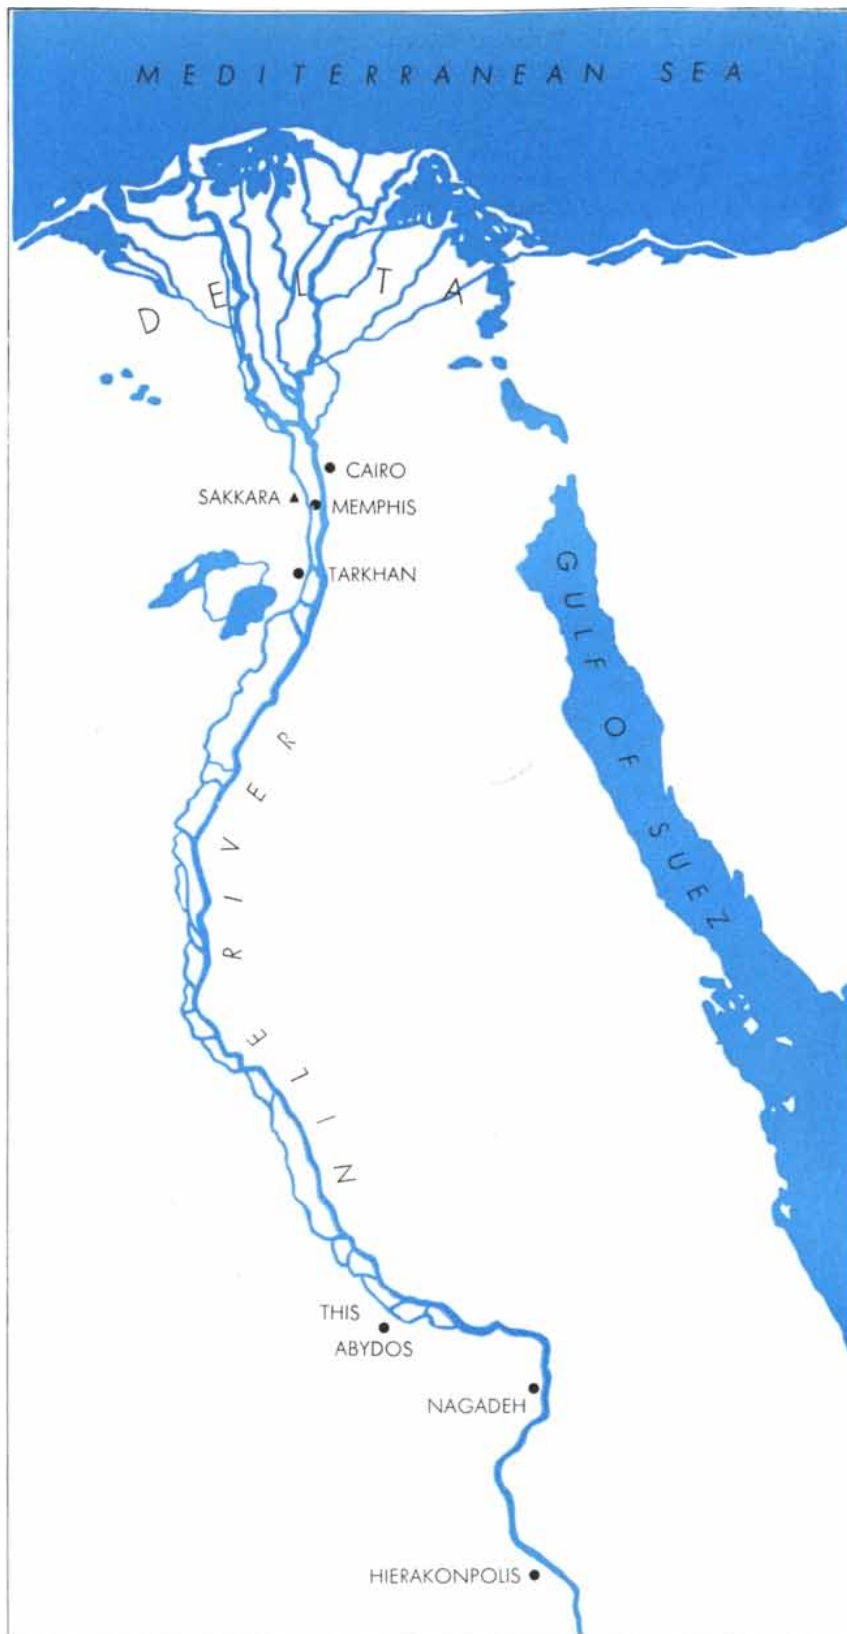 MEDITERRANEAN SEA
DELTA
CAIRO
SAKKARA
MEMPHIS
TARKHAN
GULF OF SUEZ
NILE RIVER
THIS
ABYDOS
NAGADEH
HIERAKONPOLIS